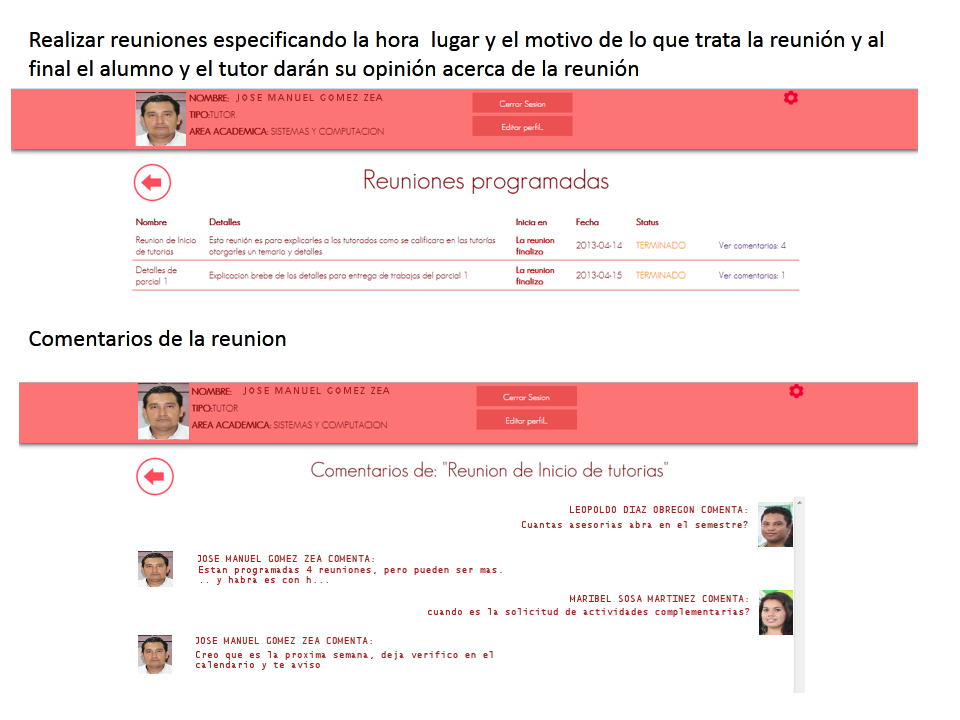 Realizar reuniones especificando la hora lugar y el motivo de lo que trata la reunión y al
final el alumno y el tutor darán su opinión acerca de la reunión
NOMBRE: JOSE MANUEL GOMEZ ZEA
TIPO:TUTOR
AREA ACADEMICA: SISTEMAS Y COMPUTACION
Cerrar Sesion
Editar perfil..
Reuniones programadas
Nombre Detalles Inicia en Fecha Status
Reunion de Inicio de tutorias Esta reunión es para explicarles a los tutorados como se calificara en las tutorías otorgarles un temario y detalles La reunion finalizo 2013-04-14 TERMINADO Ver comentarios: 4
Detalles de parcial 1 Explicacion brebe de los detalles para entrega de trabajos del parcial 1 La reunion finalizo 2013-04-15 TERMINADO Ver comentarios: 1
Comentarios de la reunion
NOMBRE: JOSE MANUEL GOMEZ ZEA
TIPO:TUTOR
AREA ACADEMICA: SISTEMAS Y COMPUTACION
Cerrar Sesion
Editar perfil..
Comentarios de: "Reunion de Inicio de tutorias"
LEOPOLDO DIAZ OBREGON COMENTA:
Cuantas asesorias abra en el semestre?
JOSE MANUEL GOMEZ ZEA COMENTA:
Estan programadas 4 reuniones, pero pueden ser mas.
.. y habra es con h...
MARIBEL SOSA MARTINEZ COMENTA:
cuando es la solicitud de actividades complementarias?
JOSE MANUEL GOMEZ ZEA COMENTA:
Creo que es la proxima semana, deja verifico en el
calendario y te aviso